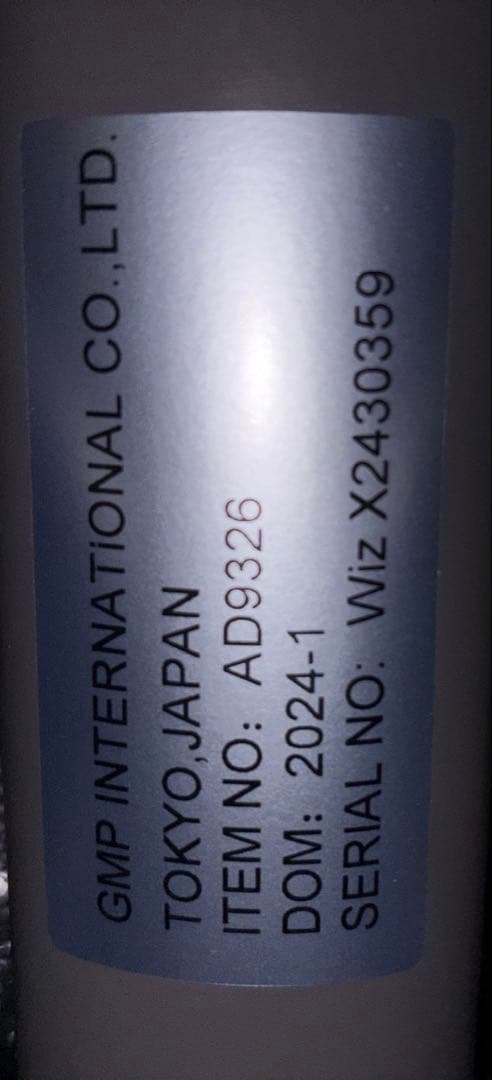 GMP INTERNATiONAL CO.,LTD.
TOKYO,JAPAN
ITEM NO: AD9326
DOM: 2024-1
SERIAL NO: Wiz X2430359